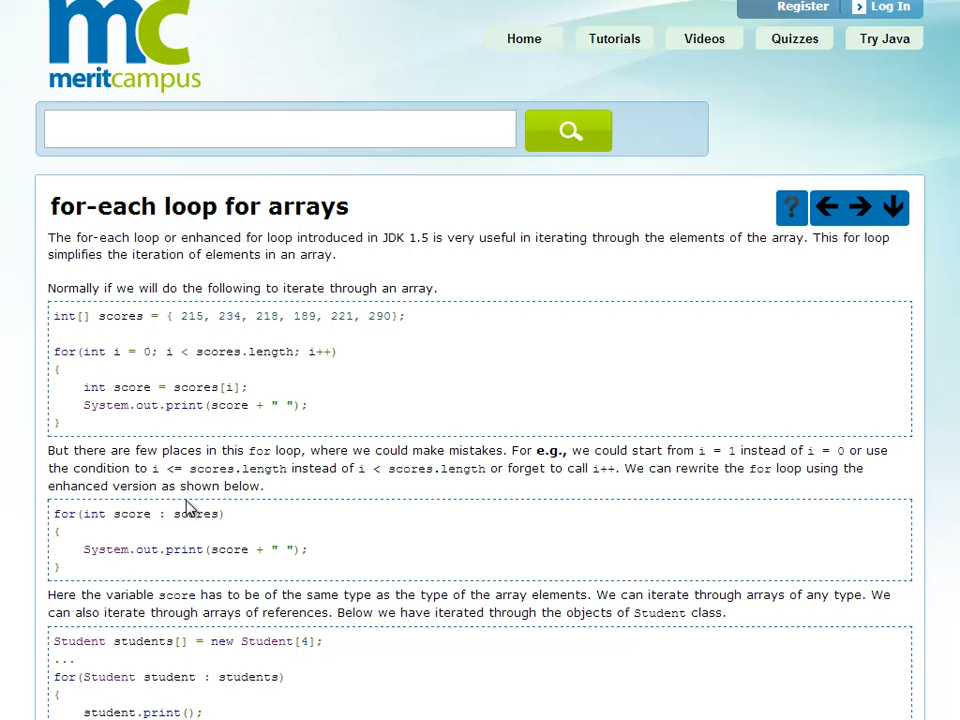 Register
Log In
mc
meritcampus
Home
Tutorials
Videos
Quizzes
Try Java
for-each loop for arrays
?
The for-each loop or enhanced for loop introduced in JDK 1.5 is very useful in iterating through the elements of the array. This for loop
simplifies the iteration of elements in an array.
Normally if we will do the following to iterate through an array.
int[] scores = { 215, 234, 218, 189, 221, 290};
for(int i = 0; i < scores.length; i++)
{
int score = scores[i];
System.out.print(score + " ");
}
But there are few places in this for loop, where we could make mistakes. For e.g., we could start from i = 1 instead of i = 0 or use
the condition to i <= scores.length instead of i < scores.length or forget to call i++. We can rewrite the for loop using the
enhanced version as shown below.
for(int score : scores)
{
System.out.print(score + " ");
}
Here the variable score has to be of the same type as the type of the array elements. We can iterate through arrays of any type. We
can also iterate through arrays of references. Below we have iterated through the objects of Student class.
Student students[] = new Student[4];
...
for(Student student : students)
{
student.print();